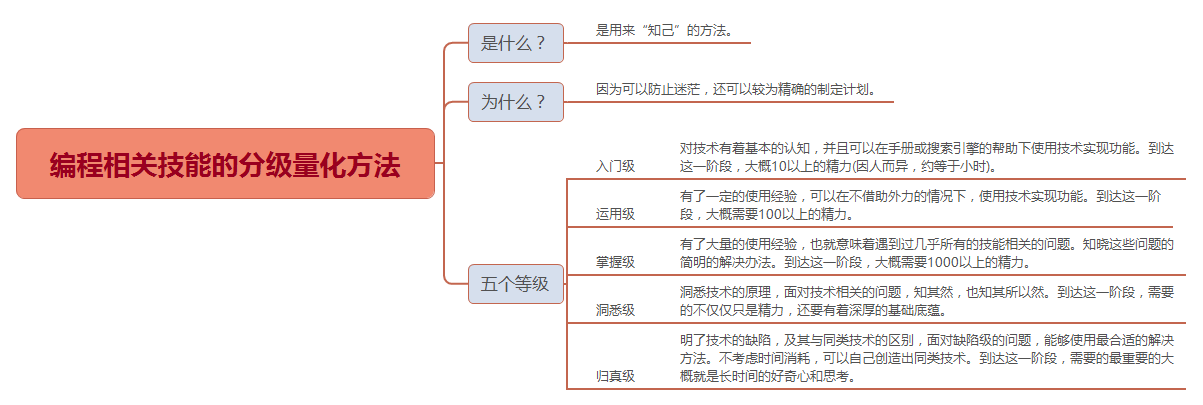 编程相关技能的分级量化方法
是什么？
是用来“知己”的方法。
为什么？
因为可以防止迷茫，还可以较为精确的制定计划。
五个等级
入门级
对技术有着基本的认知，并且可以在手册或搜索引擎的帮助下使用技术实现功能。到达
这一阶段，大概10以上的精力(因人而异，约等于小时)。
运用级
有了一定的使用经验，可以在不借助外力的情况下，使用技术实现功能。到达这一阶
段，大概需要100以上的精力。
掌握级
有了大量的使用经验，也就意味着遇到过几乎所有的技能相关的问题。知晓这些问题的
简明的解决办法。到达这一阶段，大概需要1000以上的精力。
洞悉级
洞悉技术的原理，面对技术相关的问题，知其然，也知其所以然。到达这一阶段，需要
的不仅仅只是精力，还要有着深厚的基础底蕴。
归真级
明了技术的缺陷，及其与同类技术的区别，面对缺陷级的问题，能够使用最合适的解决
方法。不考虑时间消耗，可以自己创造出同类技术。到达这一阶段，需要的最重要的大
概就是长时间的好奇心和思考。